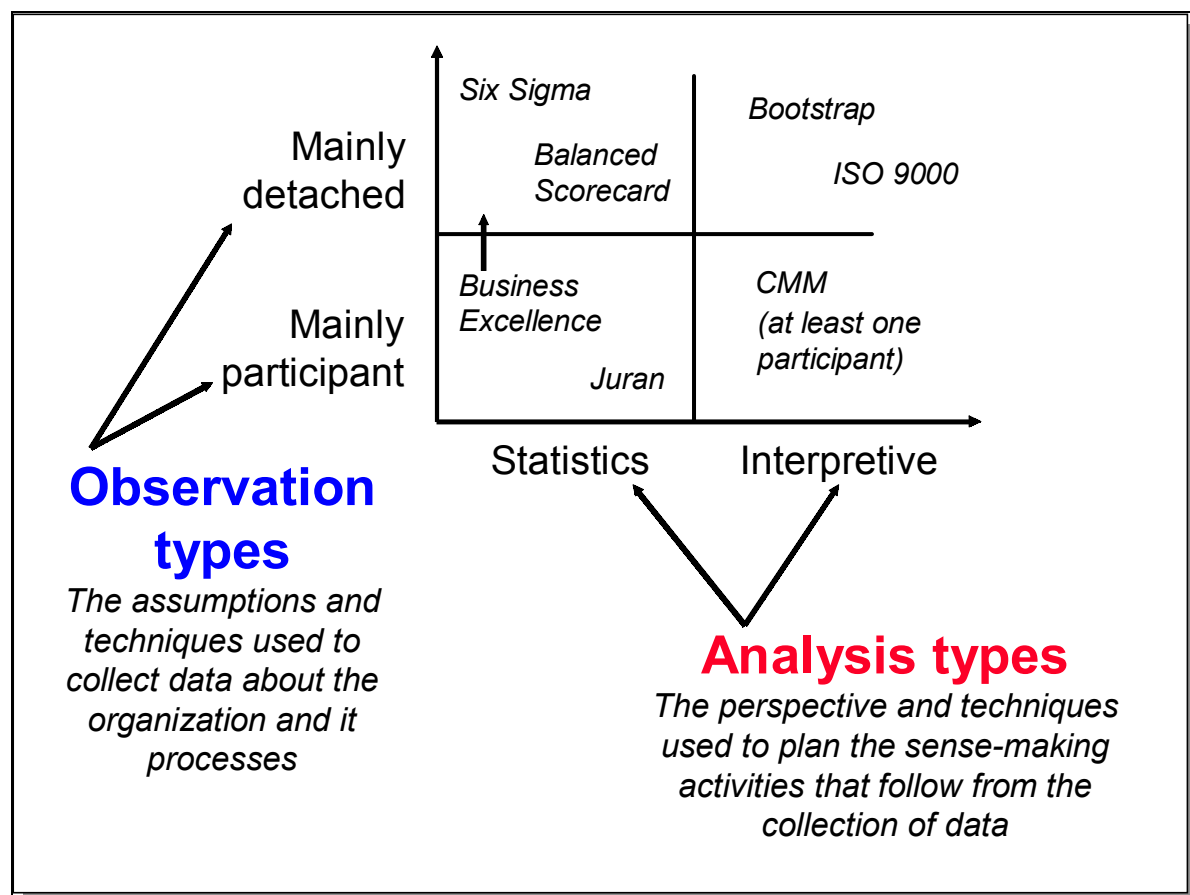 Six Sigma
Bootstrap
Mainly
detached
Balanced
Scorecard
ISO 9000
Business
Excellence
CMM
(at least one
participant)
Mainly
participant
Juran
Statistics
Interpretive
Observation
types
The assumptions and
techniques used to
collect data about the
organization and it
processes
Analysis types
The perspective and techniques
used to plan the sense-making
activities that follow from the
collection of data